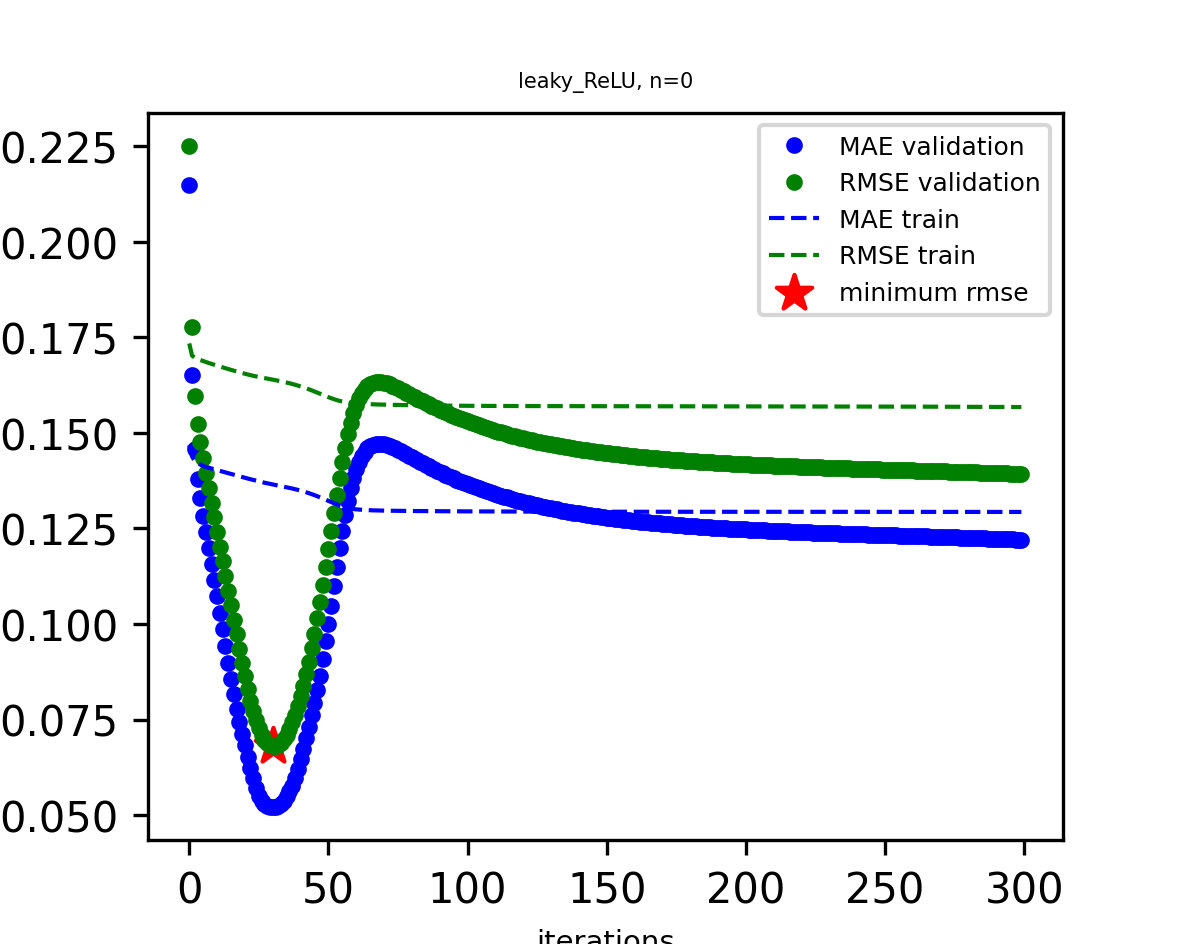 leaky_ReLU, n=0
MAE validation
RMSE validation
MAE train
RMSE train
minimum rmse
0.225
0.200
0.175
0.150
0.125
0.100
0.075
0.050
0 50 100 150 200 250 300
iterations